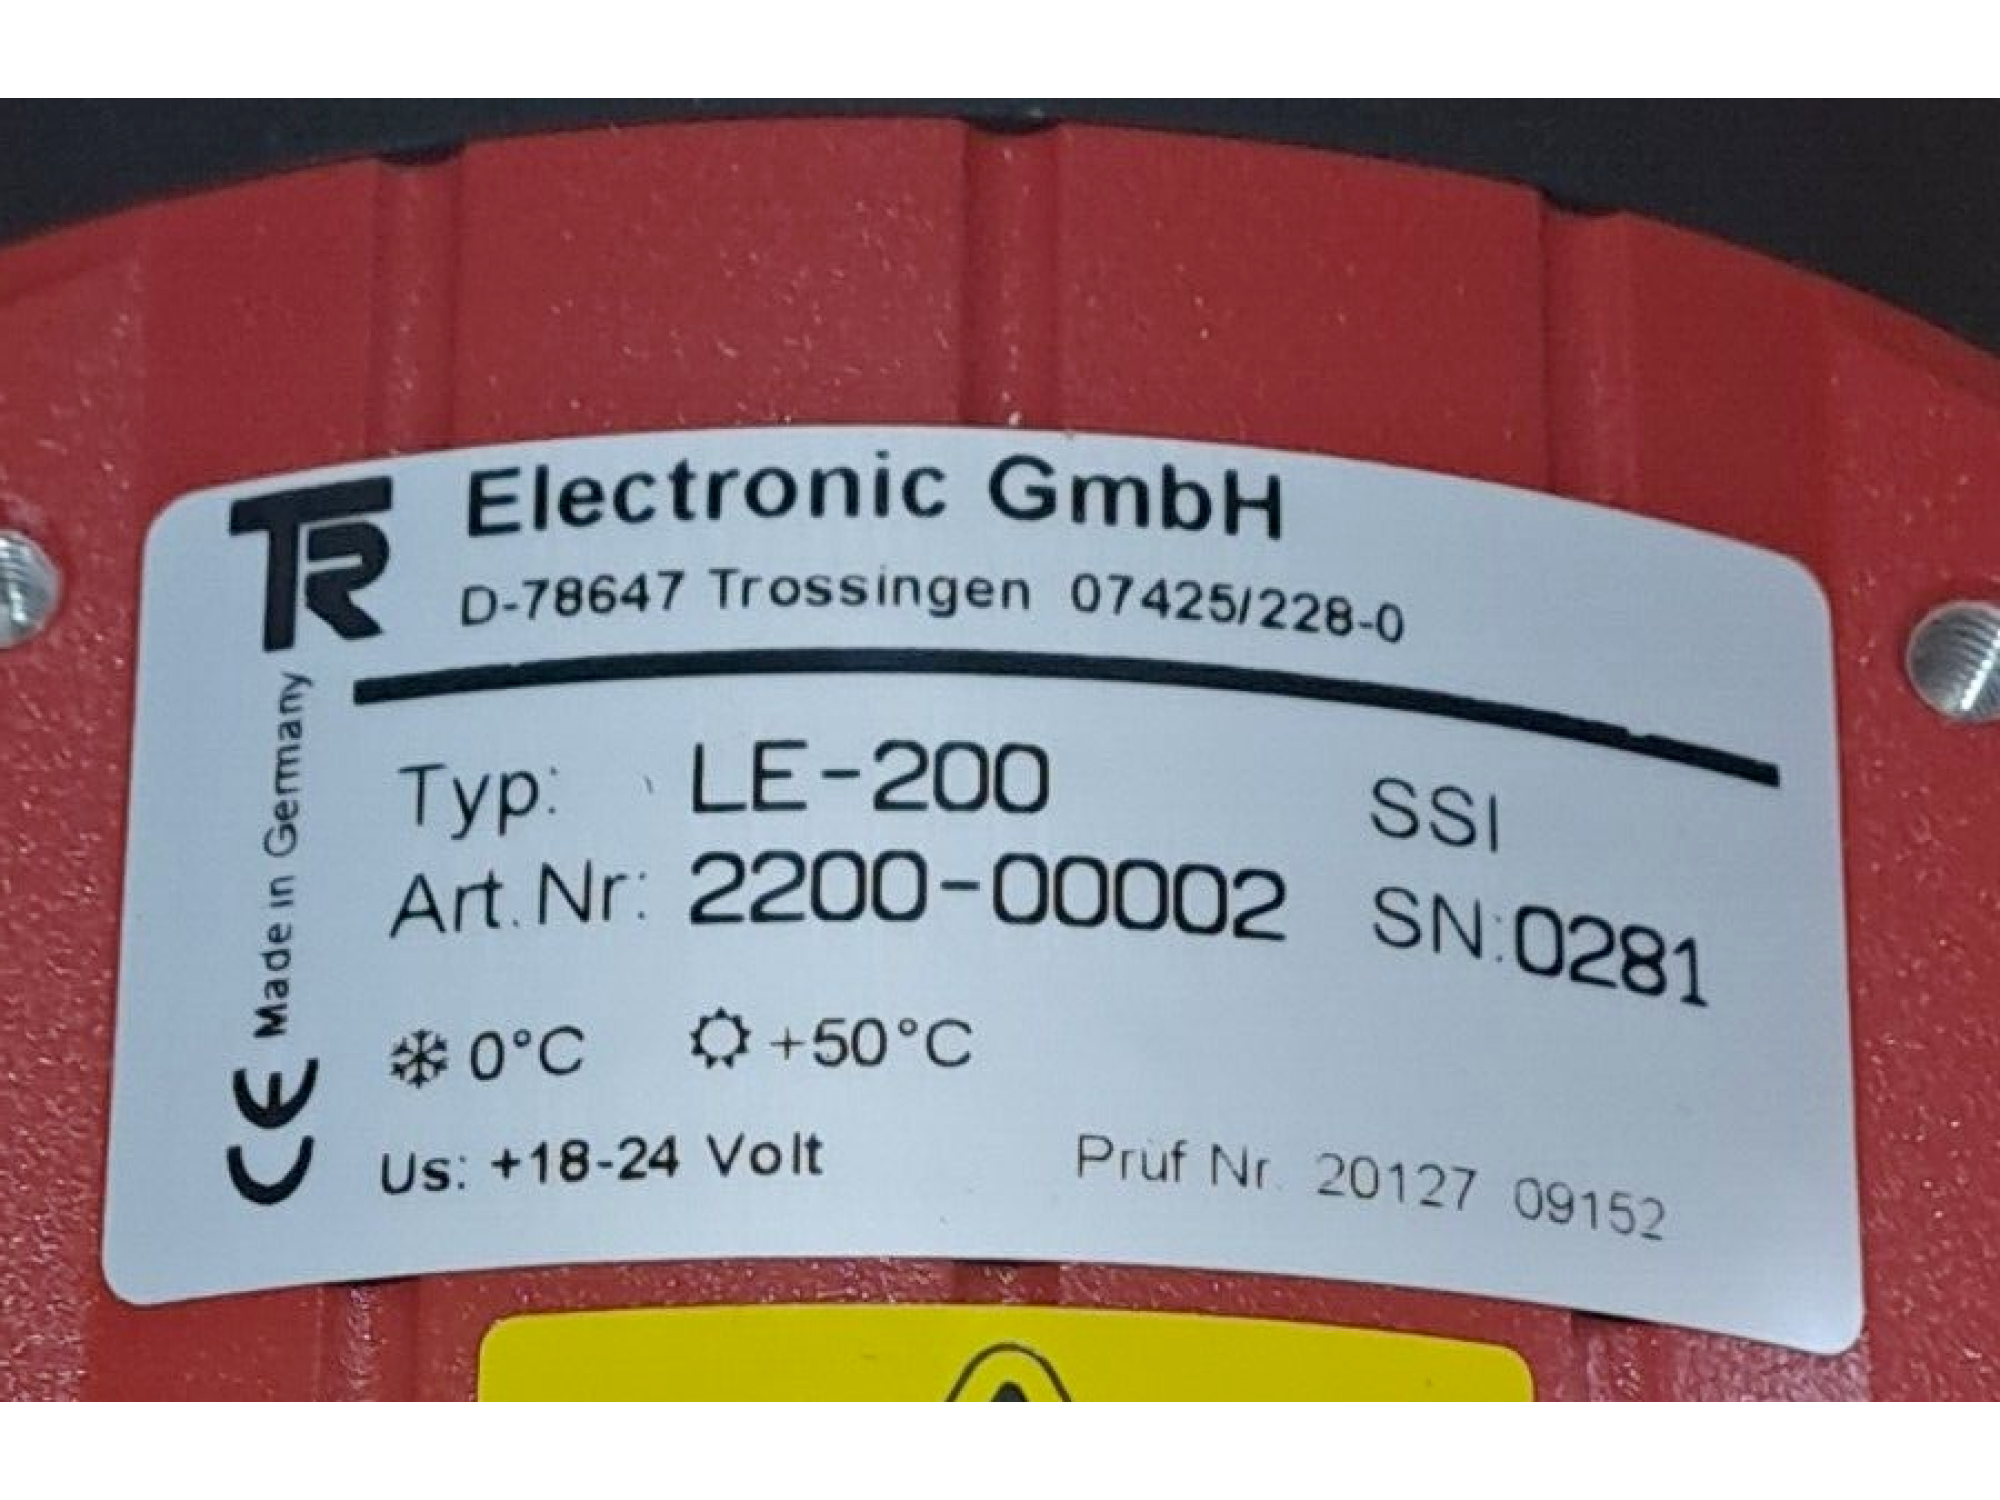 TR Electronic GmbH
D-78647 Trossingen 07425/228-0
Typ: LE-200 SSI
Art.Nr: 2200-00002 SN:0281
0°C +50°C
Us: +18-24 Volt Prüf Nr. 20127 09152
CE Made in Germany